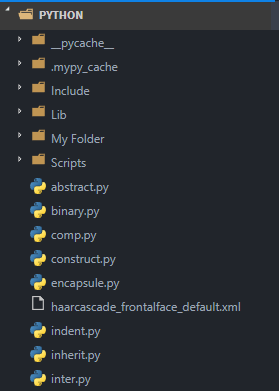 PYTHON
__pycache__
.mypy_cache
Include
Lib
My Folder
Scripts
abstract.py
binary.py
comp.py
construct.py
encapsule.py
haarcascade_frontalface_default.xml
indent.py
inherit.py
inter.py